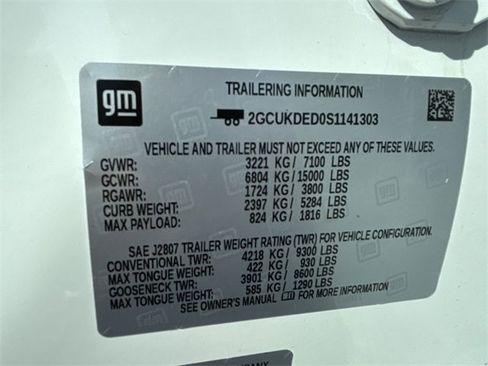 gm
TRAILERING INFORMATION
2GCUKDED0S1141303
VEHICLE AND TRAILER MUST NOT EXCEED ANY OF THESE VALUES.
GVWR: 3221 KG / 7100 LBS
GCWR: 6804 KG / 15000 LBS
RGAWR: 1724 KG / 3800 LBS
CURB WEIGHT: 2397 KG / 5284 LBS
MAX PAYLOAD: 824 KG / 1816 LBS
SAE J2807 TRAILER WEIGHT RATING (TWR) FOR VEHICLE CONFIGURATION.
CONVENTIONAL TWR: 4218 KG / 9300 LBS
MAX TONGUE WEIGHT: 422 KG / 930 LBS
GOOSENECK TWR: 3901 KG / 8600 LBS
MAX TONGUE WEIGHT: 585 KG / 1290 LBS
SEE OWNER'S MANUAL FOR MORE INFORMATION